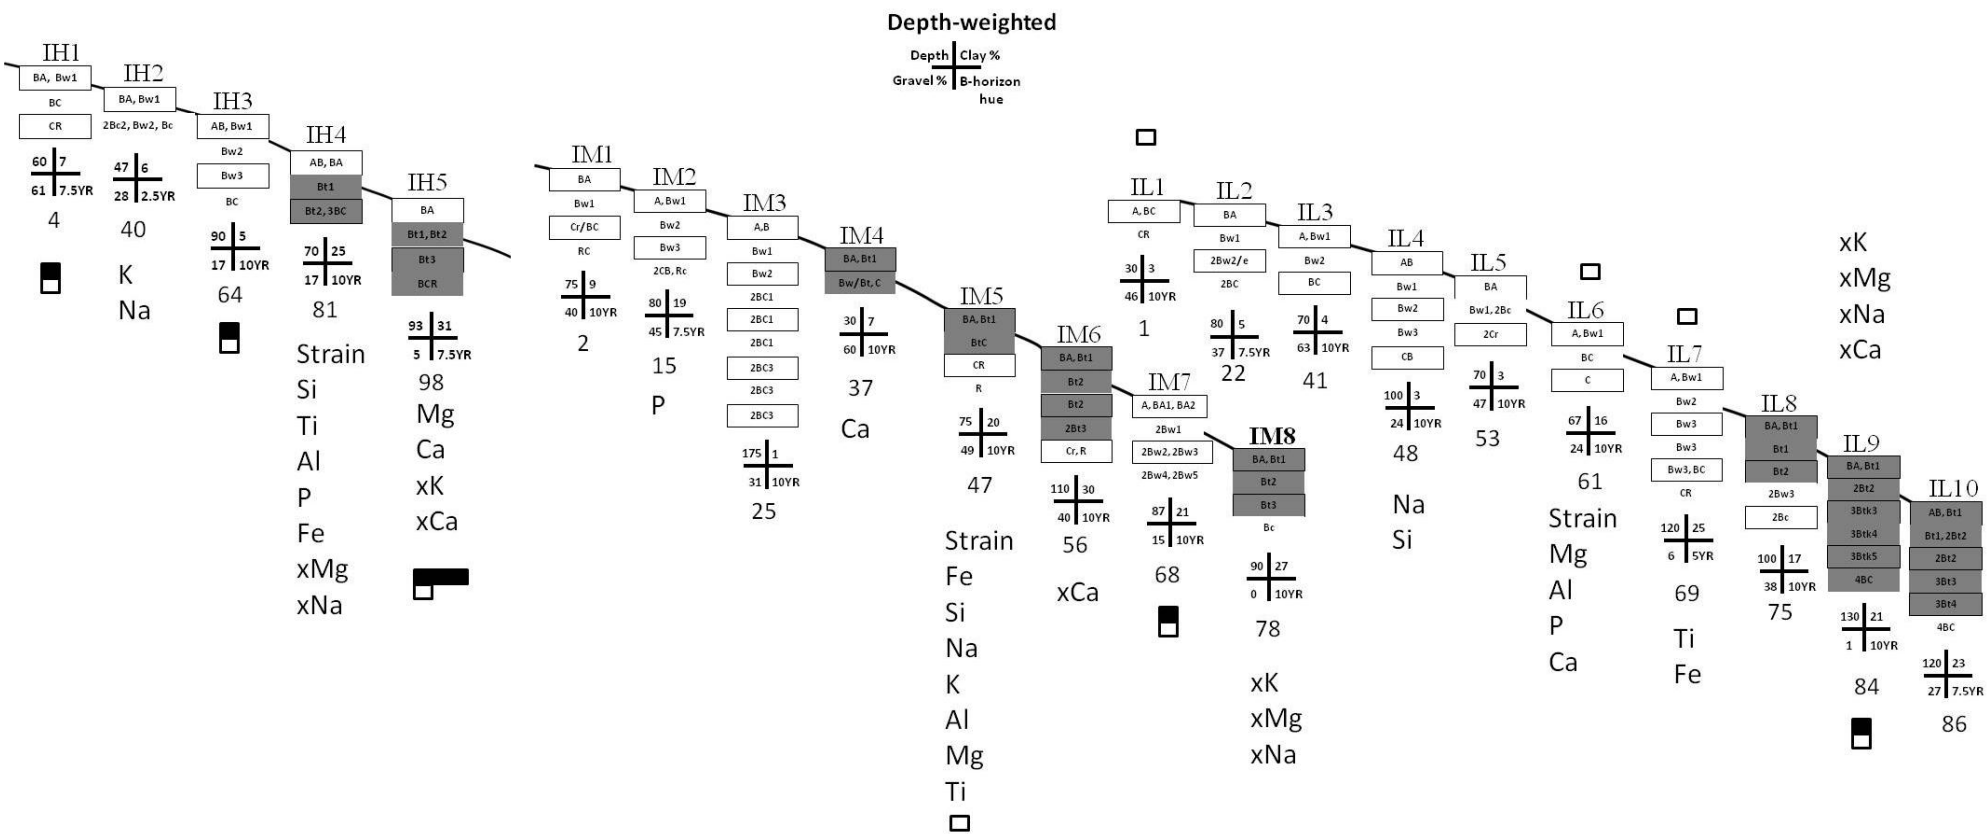 Depth-weighted
Depth Clay %
Gravel % B-horizon
hue
IH1
BA, Bw1
BC
CR
60 7
61 7.5YR
4
IH2
BA, Bw1
2Bc2, Bw2, Bc
47 6
28 2.5YR
40
K
Na
IH3
AB, Bw1
Bw2
Bw3
BC
90 5
17 10YR
64
IH4
AB, BA
Bt1
Bt2, 3BC
70 25
17 10YR
81
Strain
Si
Ti
Al
P
Fe
xMg
xNa
IH5
BA
Bt1, Bt2
Bt3
BCR
93 31
5 7.5YR
98
Mg
Ca
xK
xCa
IM1
BA
Bw1
Cr/BC
RC
75 9
40 10YR
2
IM2
A, Bw1
Bw2
Bw3
2CB, Rc
80 19
45 7.5YR
15
P
IM3
A,B
Bw1
Bw2
2BC1
2BC1
2BC1
2BC3
2BC3
2BC3
175 1
31 10YR
25
IM4
BA, Bt1
Bw/Bt, C
30 7
60 10YR
37
Ca
IM5
BA, Bt1
BtC
CR
R
75 20
49 10YR
47
Strain
Fe
Si
Na
K
Al
Mg
Ti
IM6
BA, Bt1
Bt2
Bt2
2Bt3
Cr, R
110 30
40 10YR
56
xCa
IM7
A, BA1, BA2
2Bw1
2Bw2, 2Bw3
2Bw4, 2Bw5
87 21
15 10YR
68
IM8
BA, Bt1
Bt2
Bt3
Bc
90 27
0 10YR
78
xK
xMg
xNa
IL1
A, BC
CR
30 3
46 10YR
1
IL2
BA
Bw1
2Bw2/e
2BC
80 5
37 7.5YR
22
IL3
A, Bw1
Bw2
BC
70 4
63 10YR
41
IL4
AB
Bw1
Bw2
Bw3
CB
100 3
24 10YR
48
Na
Si
IL5
BA
Bw1, 2Bc
2Cr
70 3
47 10YR
53
IL6
A, Bw1
BC
C
67 16
24 10YR
61
Strain
Mg
Al
P
Ca
IL7
A, Bw1
Bw2
Bw3
Bw3
Bw3, BC
CR
120 25
6 5YR
69
Ti
Fe
IL8
BA, Bt1
Bt1
Bt2
2Bw3
2Bc
100 17
38 10YR
75
IL9
BA, Bt1
2Bt2
3Btk3
3Btk4
3Btk5
4BC
130 21
1 10YR
84
IL10
AB, Bt1
Bt1, 2Bt2
2Bt2
3Bt3
3Bt4
4BC
120 23
27 7.5YR
86
xK
xMg
xNa
xCa